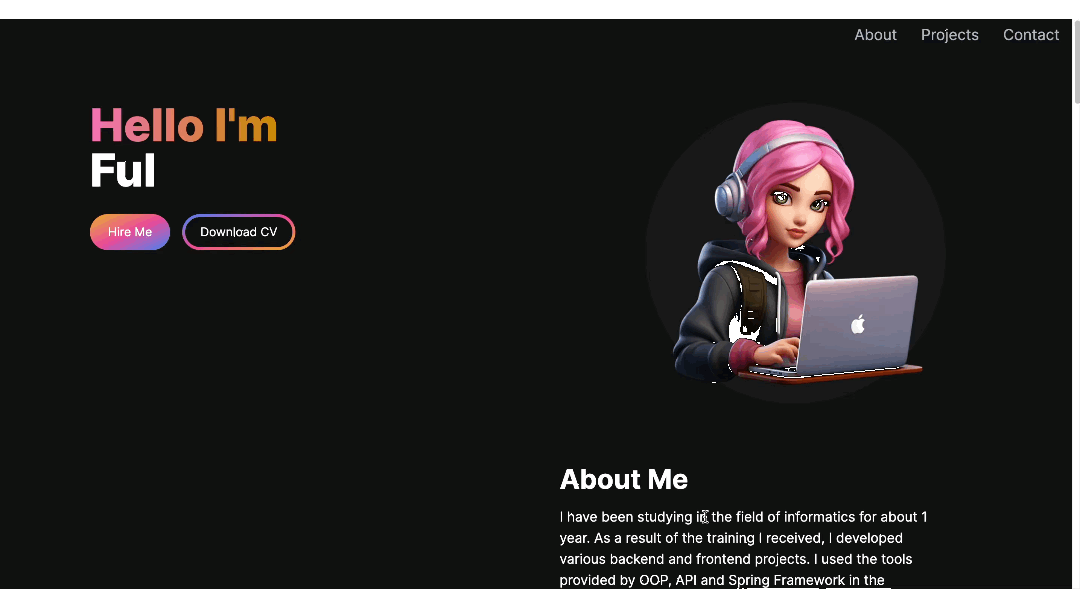 About Projects Contact
Hello I'm
Ful
Hire Me Download CV
About Me
I have been studying in the field of informatics for about 1
year. As a result of the training I received, I developed
various backend and frontend projects. I used the tools
provided by OOP, API and Spring Framework in the